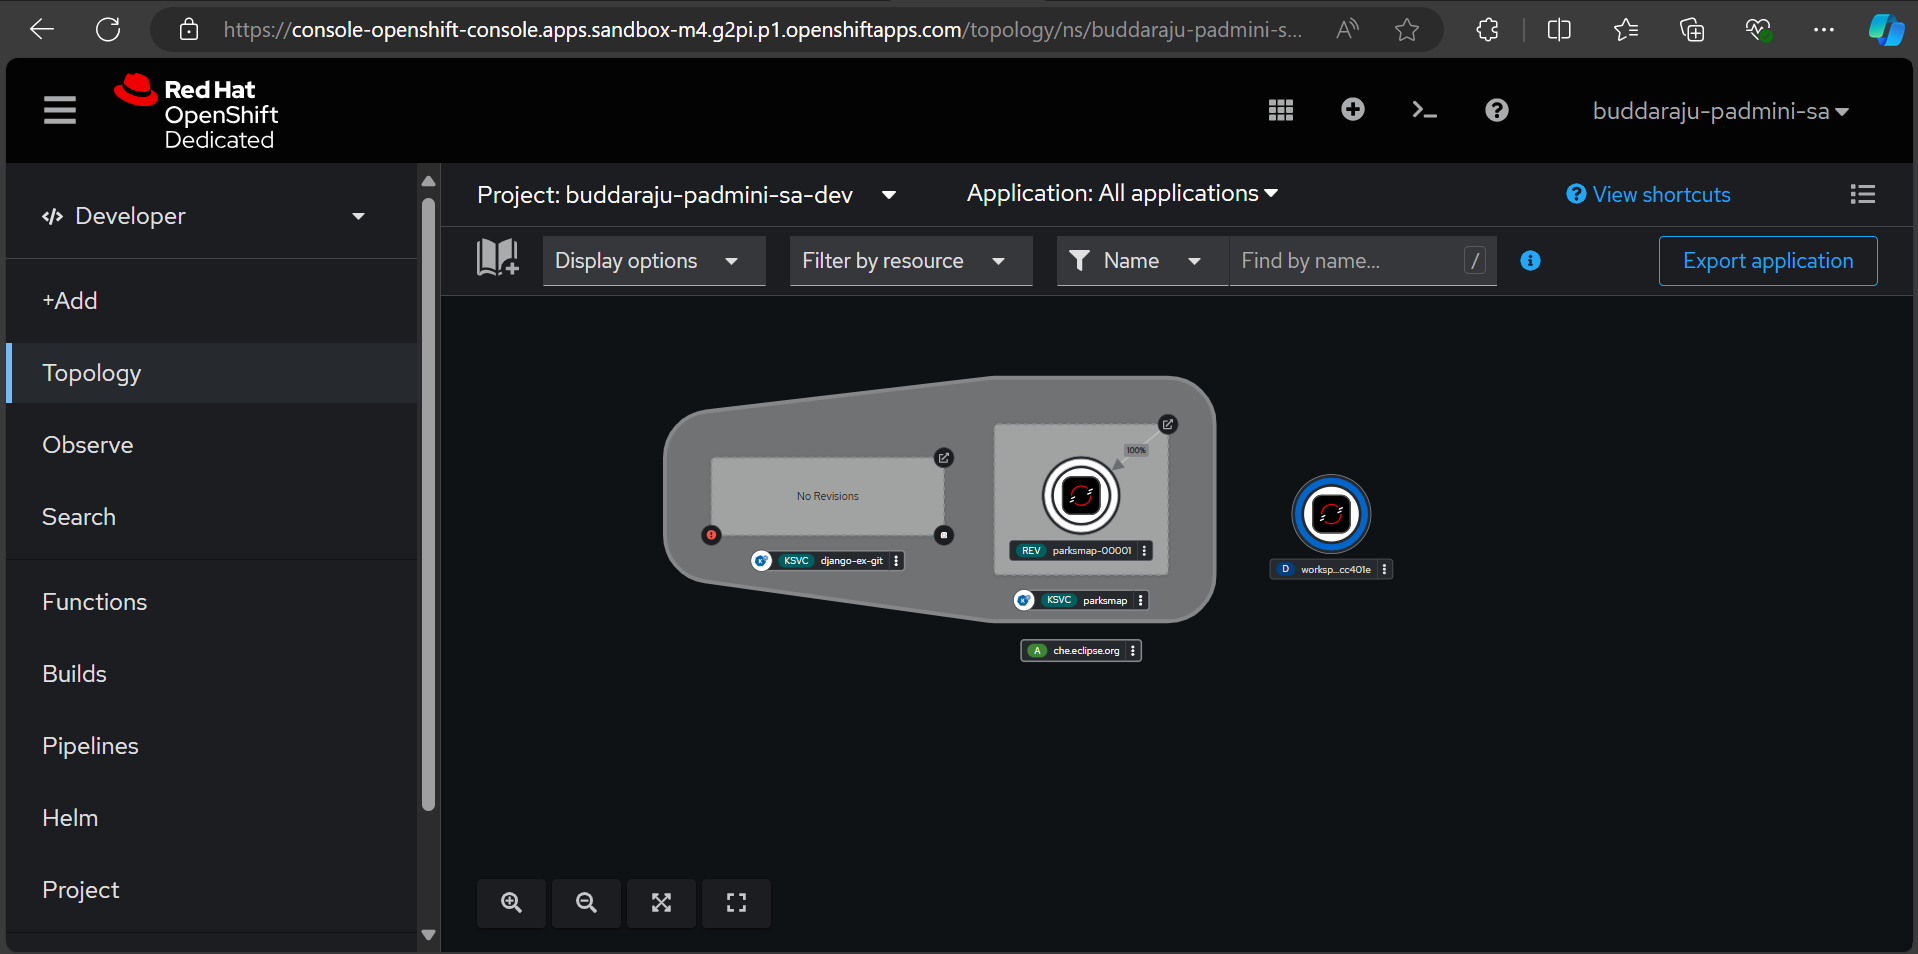 https://console-openshift-console.apps.sandbox-m4.g2pi.p1.openshiftapps.com/topology/ns/buddaraju-padmini-s...
Red Hat
OpenShift
Dedicated
buddaraju-padmini-sa
Developer
+Add
Topology
Observe
Search
Functions
Builds
Pipelines
Helm
Project
Project: buddaraju-padmini-sa-dev
Application: All applications
View shortcuts
Display options
Filter by resource
Name
Find by name...
/
Export application
No Revisions
KSVC django-ex-git
100%
REV parksmap-00001
KSVC parksmap
A che.eclipse.org
D worksp...cc401e